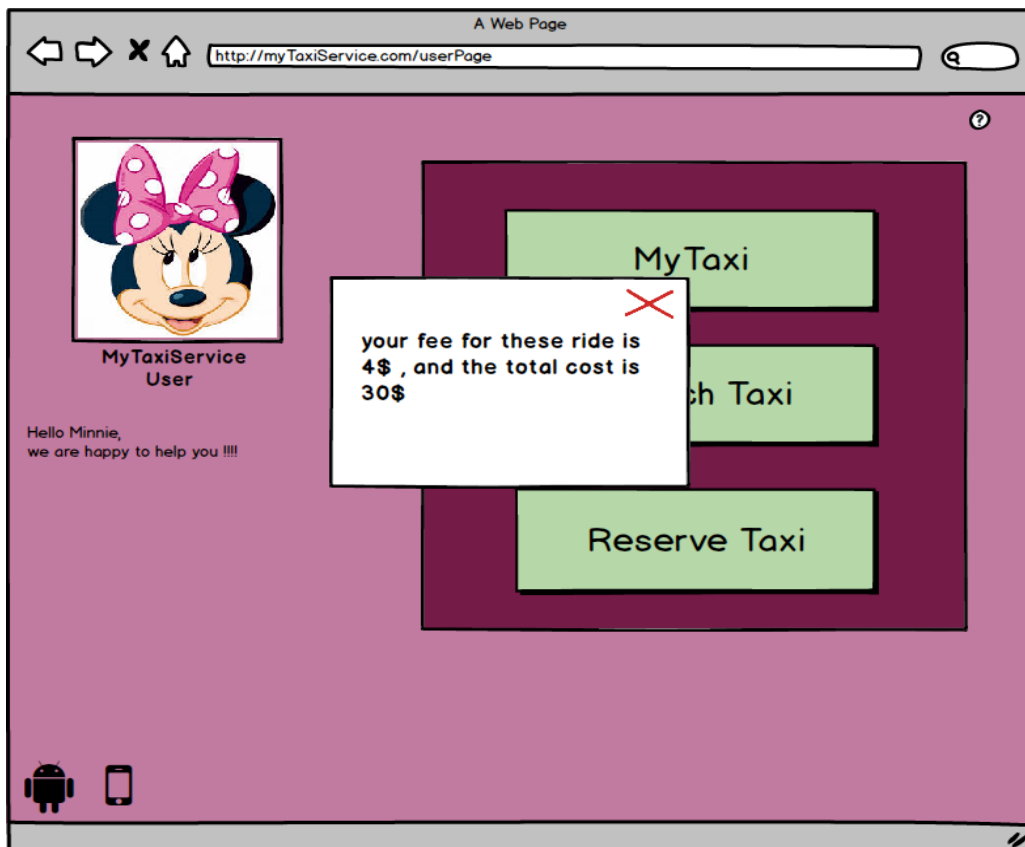 A Web Page
http://myTaxiService.com/userPage
?
MyTaxiService
User
Hello Minnie,
we are happy to help you !!!!
MyTaxi
your fee for these ride is
4$ , and the total cost is
30$
ch Taxi
Reserve Taxi